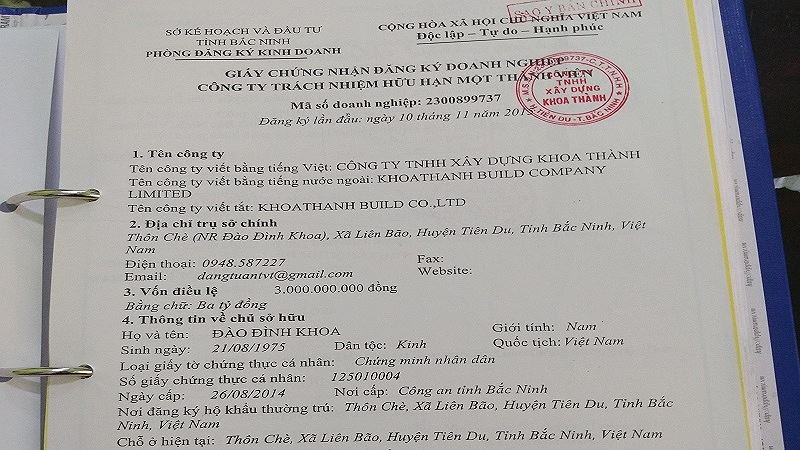 SAO Y BẢN CHÍNH
SỞ KẾ HOẠCH VÀ ĐẦU TƯ
TỈNH BẮC NINH
PHÒNG ĐĂNG KÝ KINH DOANH
CỘNG HÒA XÃ HỘI CHỦ NGHĨA VIỆT NAM
Độc lập – Tự do – Hạnh phúc
GIẤY CHỨNG NHẬN ĐĂNG KÝ DOANH NGHIỆP
CÔNG TY TRÁCH NHIỆM HỮU HẠN MỘT THÀNH VIÊN
Mã số doanh nghiệp: 2300899737
Đăng ký lần đầu: ngày 10 tháng 11 năm 2015
CÔNG TY
TNHH
XÂY DỰNG
KHOA THÀNH
H.TIÊN DU-T.BẮC NINH
1. Tên công ty
Tên công ty viết bằng tiếng Việt: CÔNG TY TNHH XÂY DỰNG KHOA THÀNH
Tên công ty viết bằng tiếng nước ngoài: KHOATHANH BUILD COMPANY
LIMITED
Tên công ty viết tắt: KHOATHANH BUILD CO.,LTD
2. Địa chỉ trụ sở chính
Thôn Chè (NR Đào Đình Khoa), Xã Liên Bão, Huyện Tiên Du, Tỉnh Bắc Ninh, Việt
Nam
Điện thoại: 0948.587227 Fax:
Email: dangtuantvt@gmail.com Website:
3. Vốn điều lệ 3.000.000.000 đồng
Bằng chữ: Ba tỷ đồng
4. Thông tin về chủ sở hữu
Họ và tên: ĐÀO ĐÌNH KHOA Giới tính: Nam
Sinh ngày: 21/08/1975 Dân tộc: Kinh Quốc tịch: Việt Nam
Loại giấy tờ chứng thực cá nhân: Chứng minh nhân dân
Số giấy chứng thực cá nhân: 125010004
Ngày cấp: 26/08/2014 Nơi cấp: Công an tỉnh Bắc Ninh
Nơi đăng ký hộ khẩu thường trú: Thôn Chè, Xã Liên Bão, Huyện Tiên Du, Tỉnh Bắc
Ninh, Việt Nam
Chỗ ở hiện tại: Thôn Chè, Xã Liên Bão, Huyện Tiên Du, Tỉnh Bắc Ninh, Việt Nam